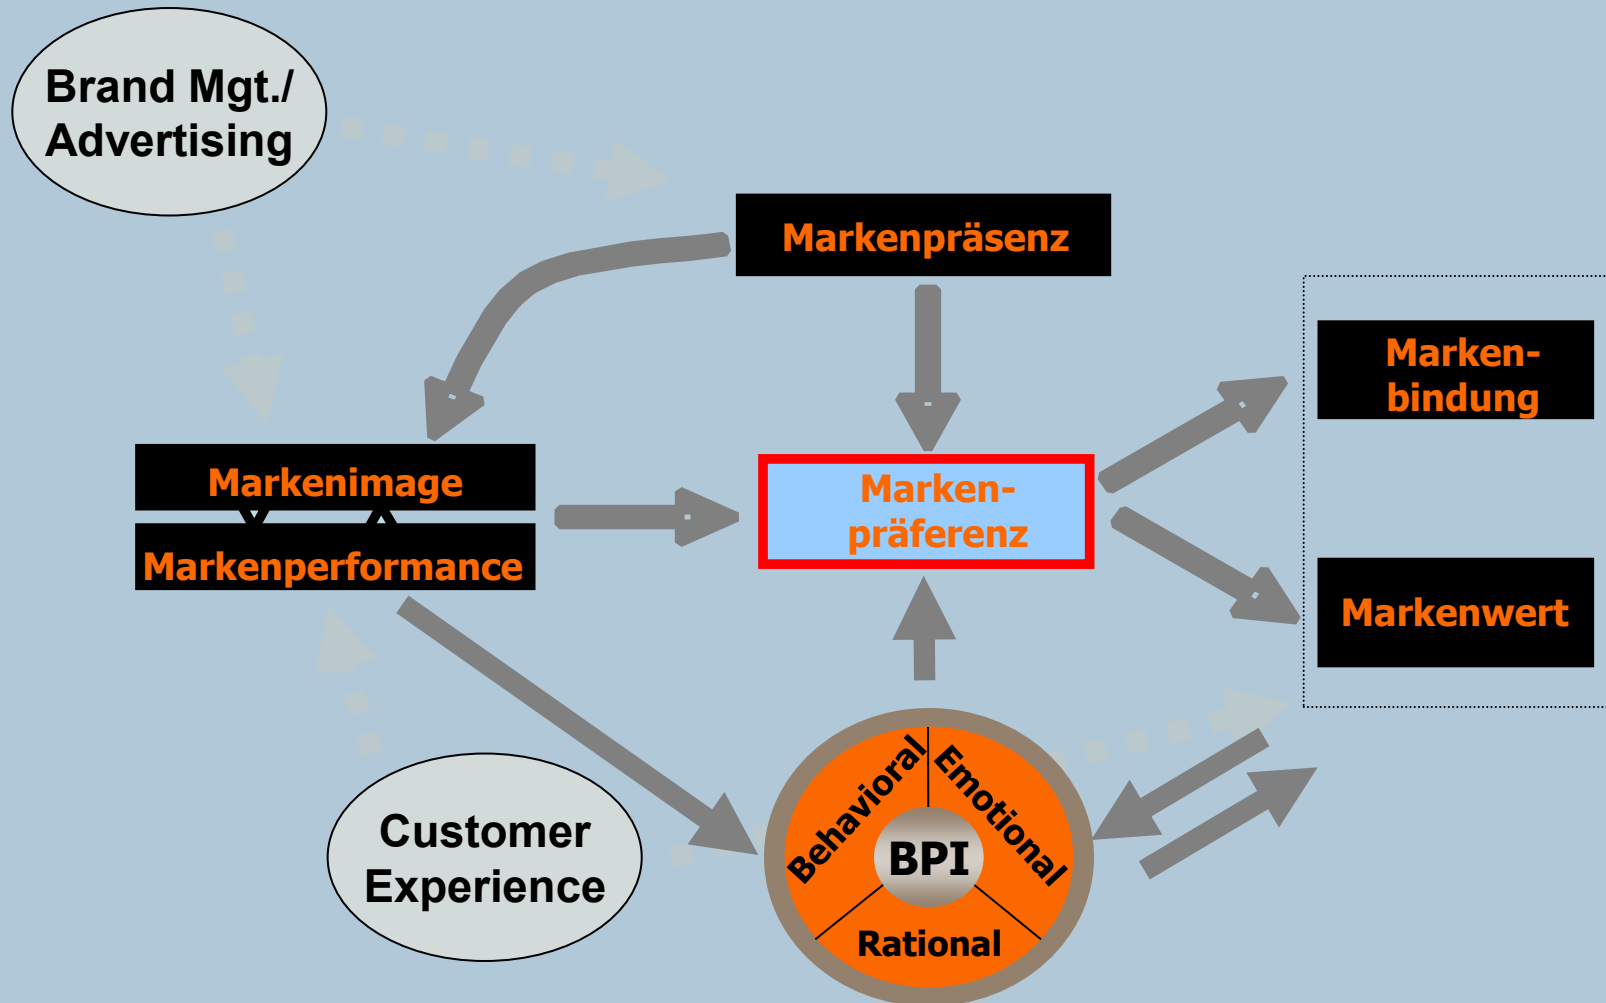 Brand Mgt./
Advertising
Markenpräsenz
Marken-
bindung
Markenimage
Marken-
präferenz
Markenperformance
Markenwert
Customer
Experience
Behavioral
Emotional
BPI
Rational